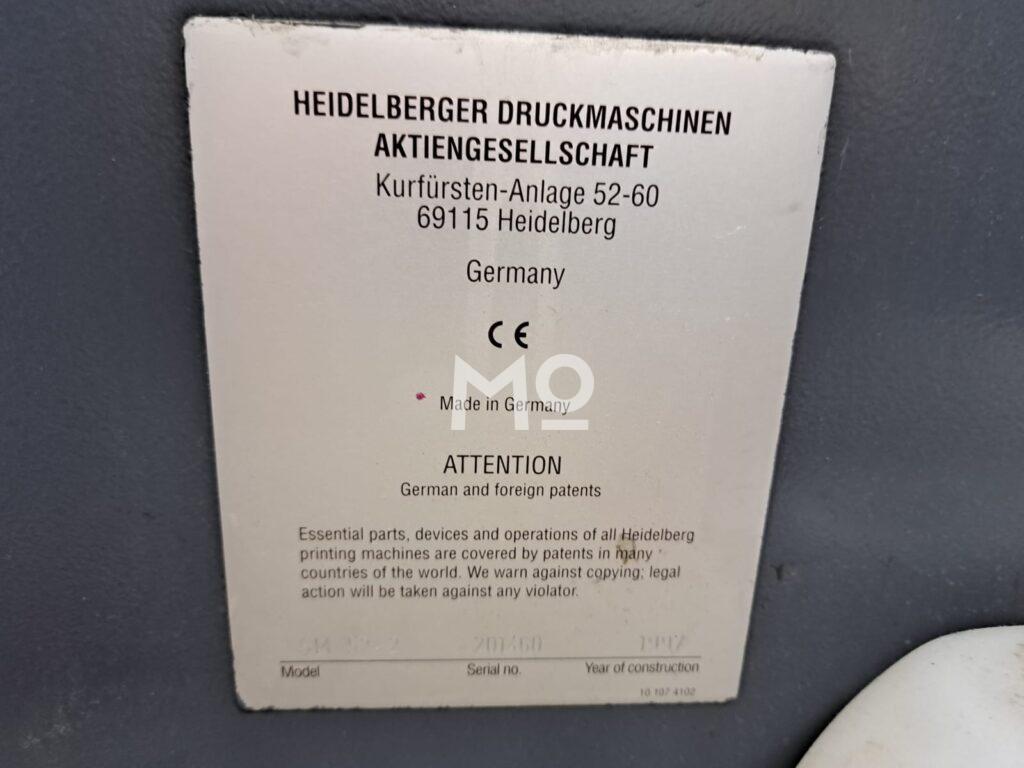 HEIDELBERGER DRUCKMASCHINEN
AKTIENGESELLSCHAFT
Kurfürsten-Anlage 52-60
69115 Heidelberg
Germany
CE
MO
Made in Germany
ATTENTION
German and foreign patents
Essential parts, devices and operations of all Heidelberg
printing machines are covered by patents in many
countries of the world. We warn against copying; legal
action will be taken against any violator.
SM 1997
Model Serial no. Year of construction
10 107 4102